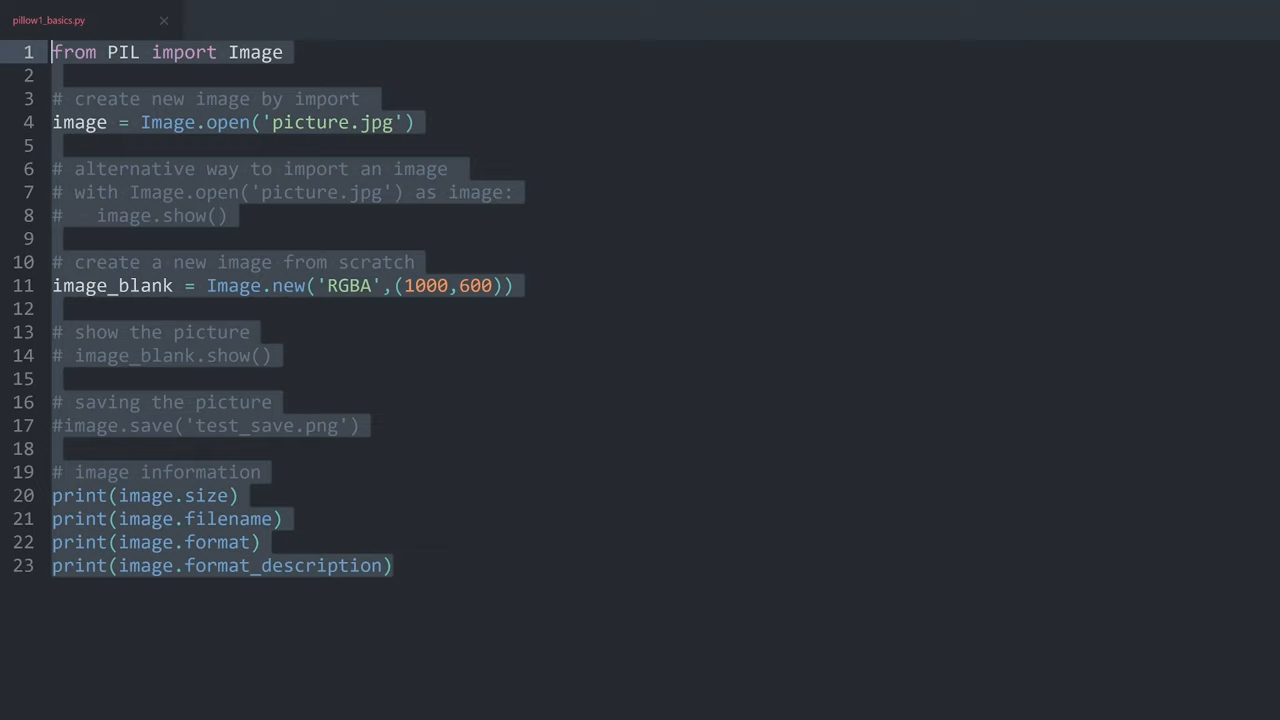 pillow1_basics.py
1 from PIL import Image
2
3 # create new image by import
4 image = Image.open('picture.jpg')
5
6 # alternative way to import an image
7 # with Image.open('picture.jpg') as image:
8 #   image.show()
9
10 # create a new image from scratch
11 image_blank = Image.new('RGBA',(1000,600))
12
13 # show the picture
14 # image_blank.show()
15
16 # saving the picture
17 #image.save('test_save.png')
18
19 # image information
20 print(image.size)
21 print(image.filename)
22 print(image.format)
23 print(image.format_description)